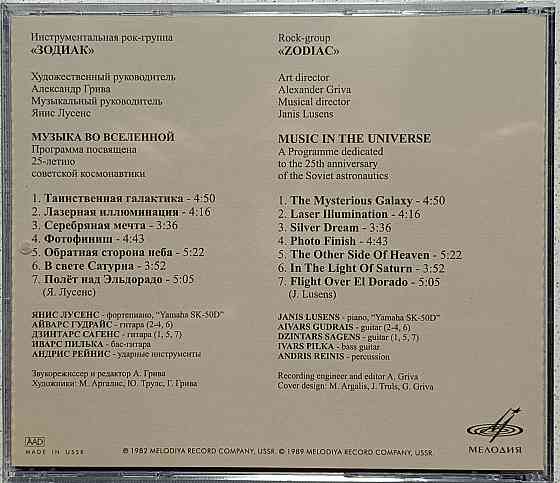 Инструментальная рок-группа
«ЗОДИАК»
Художественный руководитель
Александр Грива
Музыкальный руководитель
Янис Лусенс
МУЗЫКА ВО ВСЕЛЕННОЙ
Программа посвящена
25-летию
советской космонавтики
1. Таинственная галактика - 4:50
2. Лазерная иллюминация - 4:16
3. Серебряная мечта - 3:36
4. Фотофиниш - 4:43
5. Обратная сторона неба - 5:22
6. В свете Сатурна - 3:52
7. Полёт над Эльдорадо - 5:05
(Я. Лусенс)
ЯНИС ЛУСЕНС - фортепиано, "Yamaha SK-50D"
АЙВАРС ГУДРАЙС - гитара (2-4, 6)
ДЗИНТАРС САГЕНС - гитара (1, 5, 7)
ИВАРС ПИЛЬКА - бас-гитара
АНДРИС РЕЙНИС - ударные инструменты
Звукорежиссер и редактор А. Грива
Художники: М. Аргалис, Ю. Трулс, Г. Грива
Rock-group
«ZODIAC»
Art director
Alexander Griva
Musical director
Janis Lusens
MUSIC IN THE UNIVERSE
A Programme dedicated
to the 25th anniversary
of the Soviet astronautics
1. The Mysterious Galaxy - 4:50
2. Laser Illumination - 4:16
3. Silver Dream - 3:36
4. Photo Finish - 4:43
5. The Other Side Of Heaven - 5:22
6. In The Light Of Saturn - 3:52
7. Flight Over El Dorado - 5:05
(J. Lusens)
JANIS LUSENS - piano, "Yamaha SK-50D"
AIVARS GUDRAIS - guitar (2-4, 6)
DZINTARS SAGENS - guitar (1, 5, 7)
IVARS PILKA - bass guitar
ANDRIS REINIS - percussion
Recording engineer and editor A. Griva
Cover design: M. Argalis, J. Truls, G. Griva
AAD
MADE IN USSR
℗ 1982 MELODIYA RECORD COMPANY, USSR. © 1989 MELODIYA RECORD COMPANY, USSR.
МЕЛОДИЯ